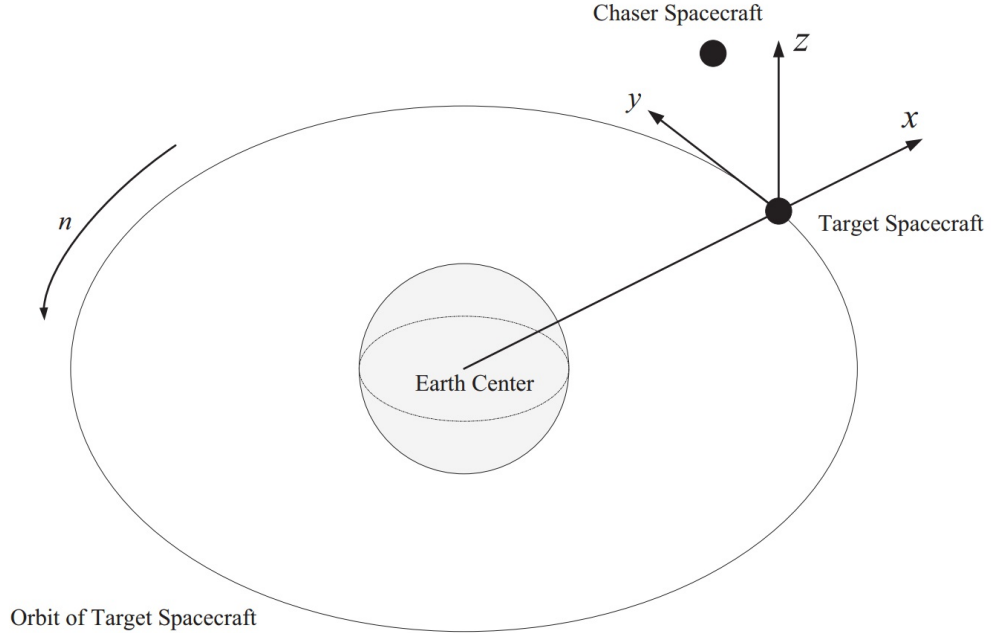 Chaser Spacecraft
z
y
x
n
Target Spacecraft
Earth Center
Orbit of Target Spacecraft